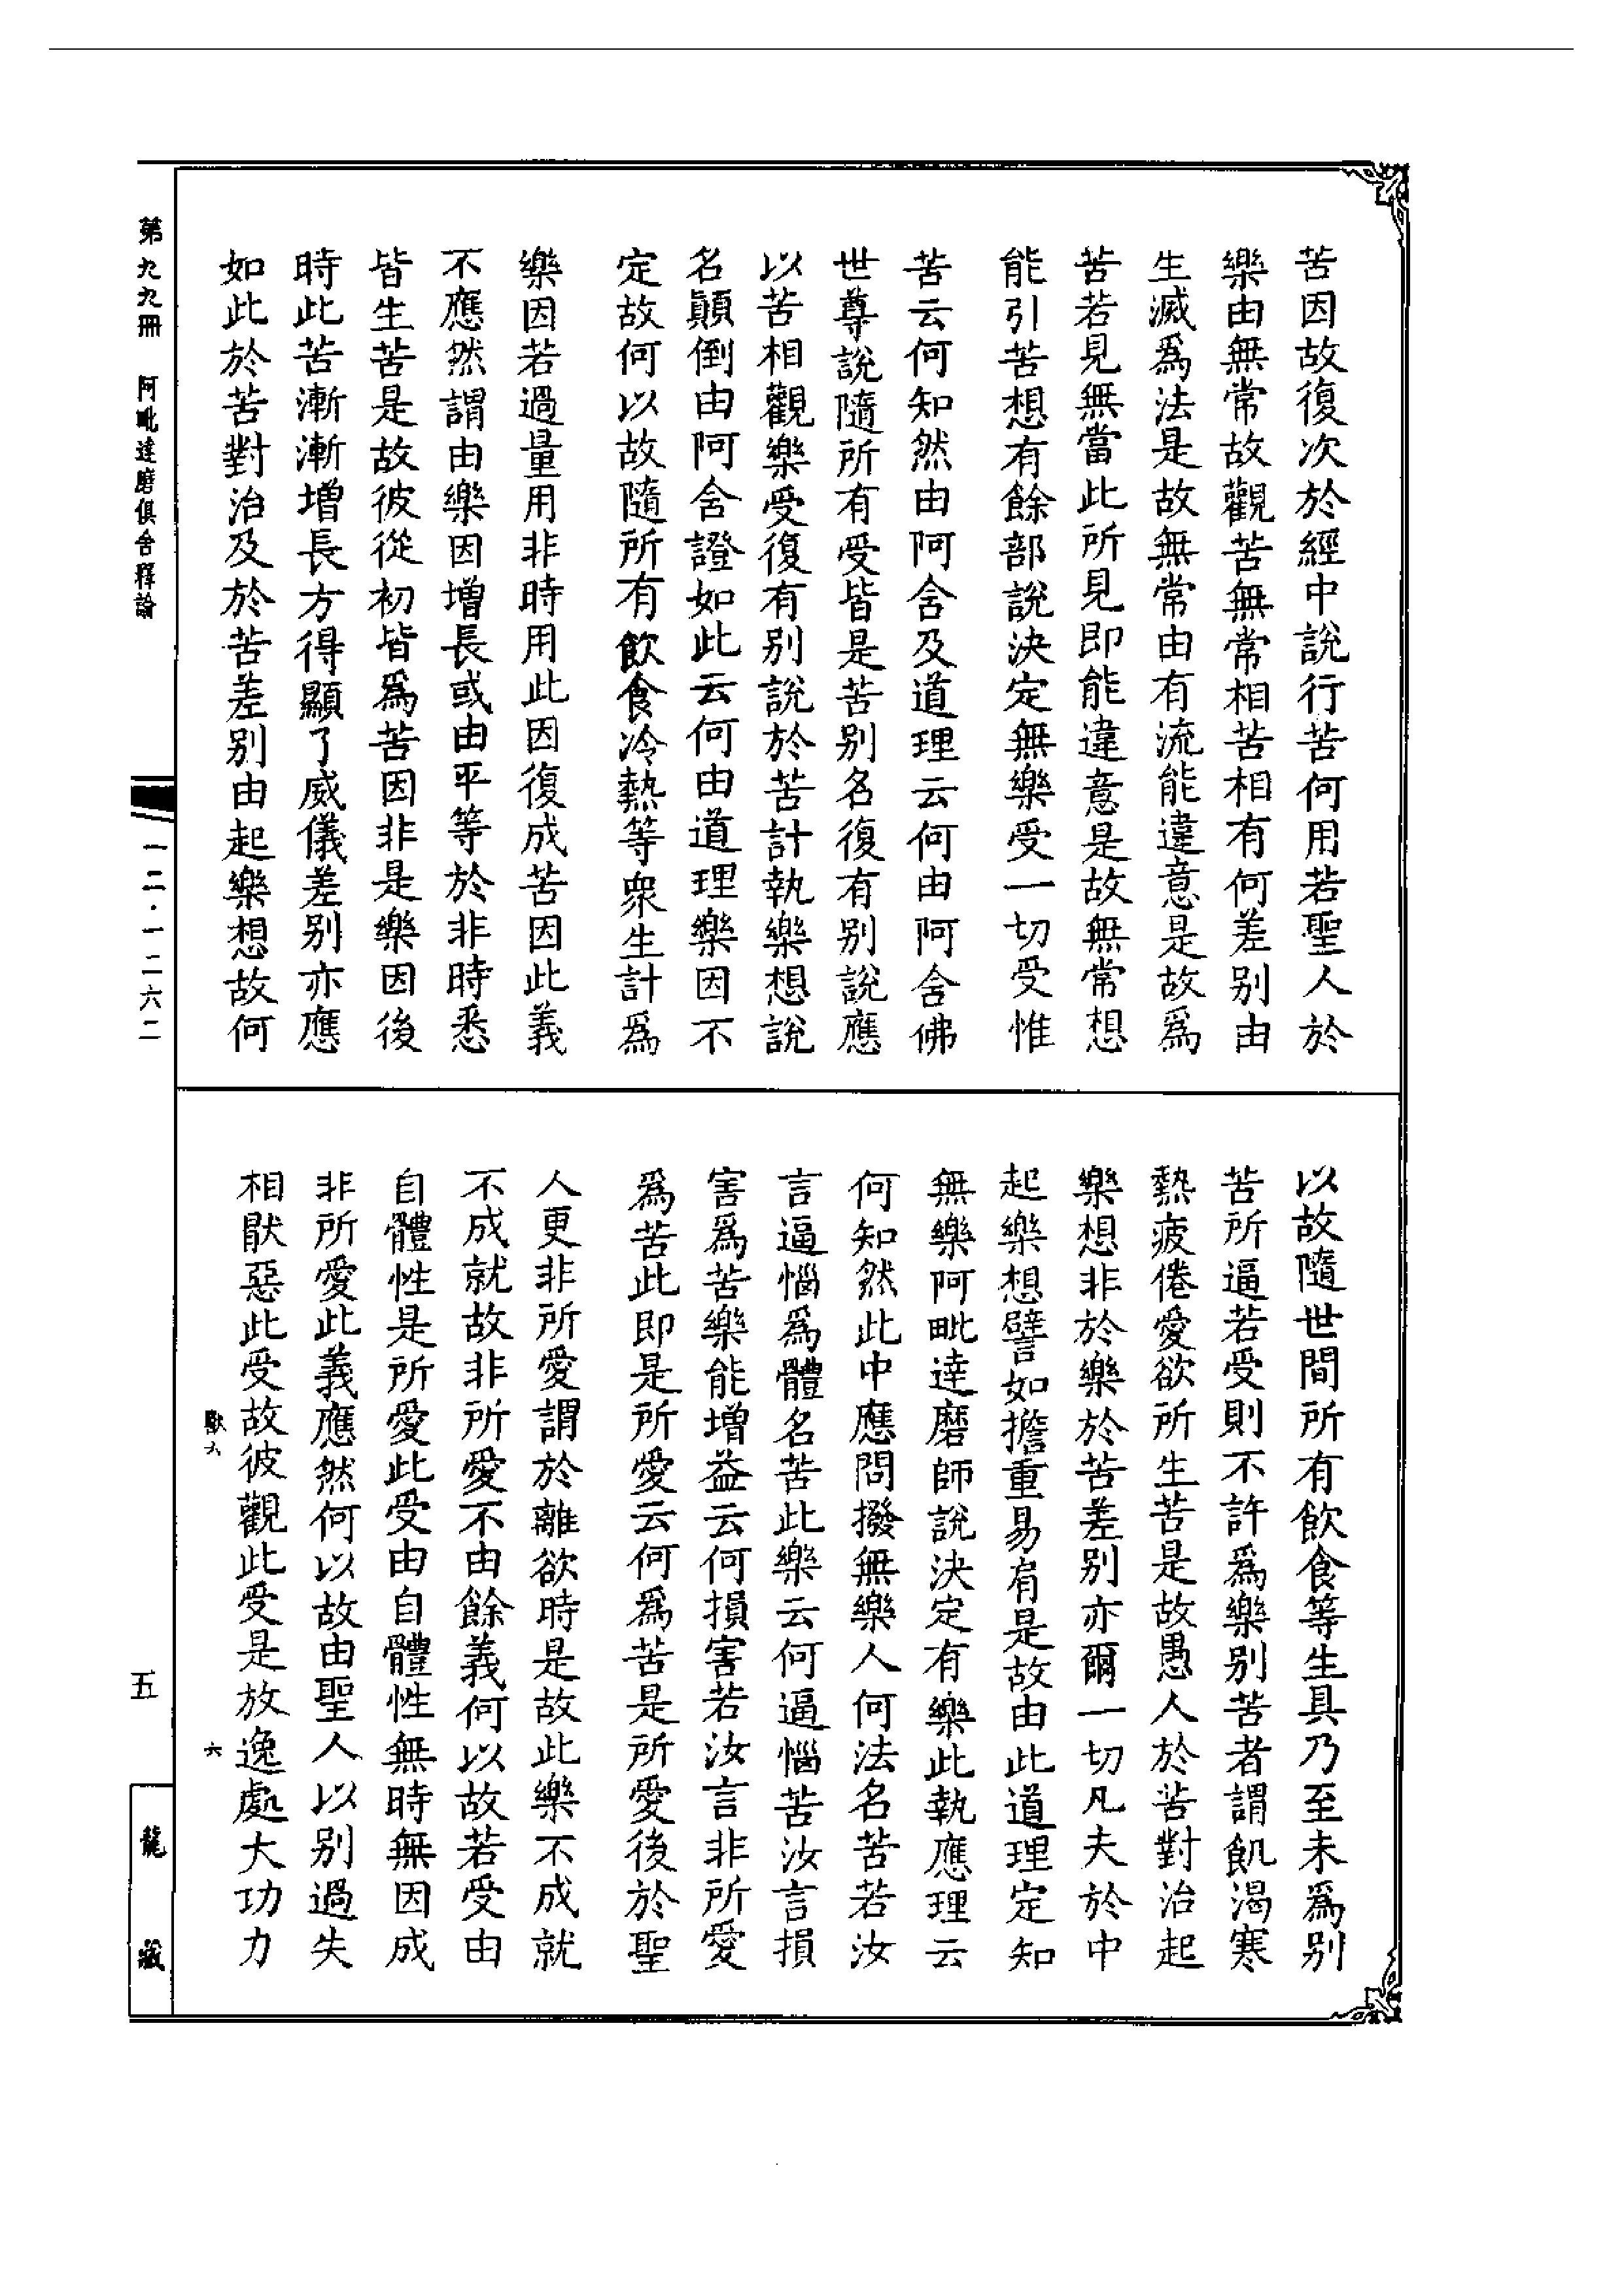 苦因故復次於經中說行苦何用若聖人於
樂由無常故觀苦無常相苦相有何差别由
生滅爲法是故無常由有流能違意是故爲
苦若見無當此所見即能違意是故無常想
能引苦想有餘部說決定無樂受一切受惟
苦云何知然由阿含及道理云何由阿含佛
世尊說隨所有受皆是苦别名復有别說應
以苦相觀樂受復有别說於苦計執樂想說
名顛倒由阿含證如此云何由道理樂因不
定故何以故隨所有飲食冷熱等衆生計爲
樂因若過量用非時用此因復成苦因此義
不應然謂由樂因增長或由平等於非時悉
皆生苦是故彼從初皆爲苦因非是樂因後
時此苦漸漸增長方得顯了威儀差别亦應
如此於苦對治及於苦差别由起樂想故何
以故隨世間所有飲食等生具乃至未爲别
苦所逼若受則不許爲樂别苦者謂飢渴寒
熱疲倦愛欲所生苦是故愚人於苦對治起
樂想非於樂於苦差别亦爾一切凡夫於中
起樂想譬如擔重易肩是故由此道理定知
無樂阿毗達磨師說決定有樂此執應理云
何知然此中應問撥無樂人何法名苦若汝
言逼惱爲體名苦此樂云何逼惱苦汝言損
害爲苦樂能增益云何損害若汝言非所愛
爲苦此即是所愛云何爲苦是所愛後於聖
人更非所愛謂於離欲時是故此樂不成就
不成就故非所愛不由餘義何以故若受由
自體性是所愛此受由自體性無時無因成
非所愛此義應然何以故由聖人以别過失
相猒惡此受故彼觀此受是放逸處大功力
獸六
六
第九九冊　阿毗達磨俱舍釋論
一二·一二六二
五
龍藏